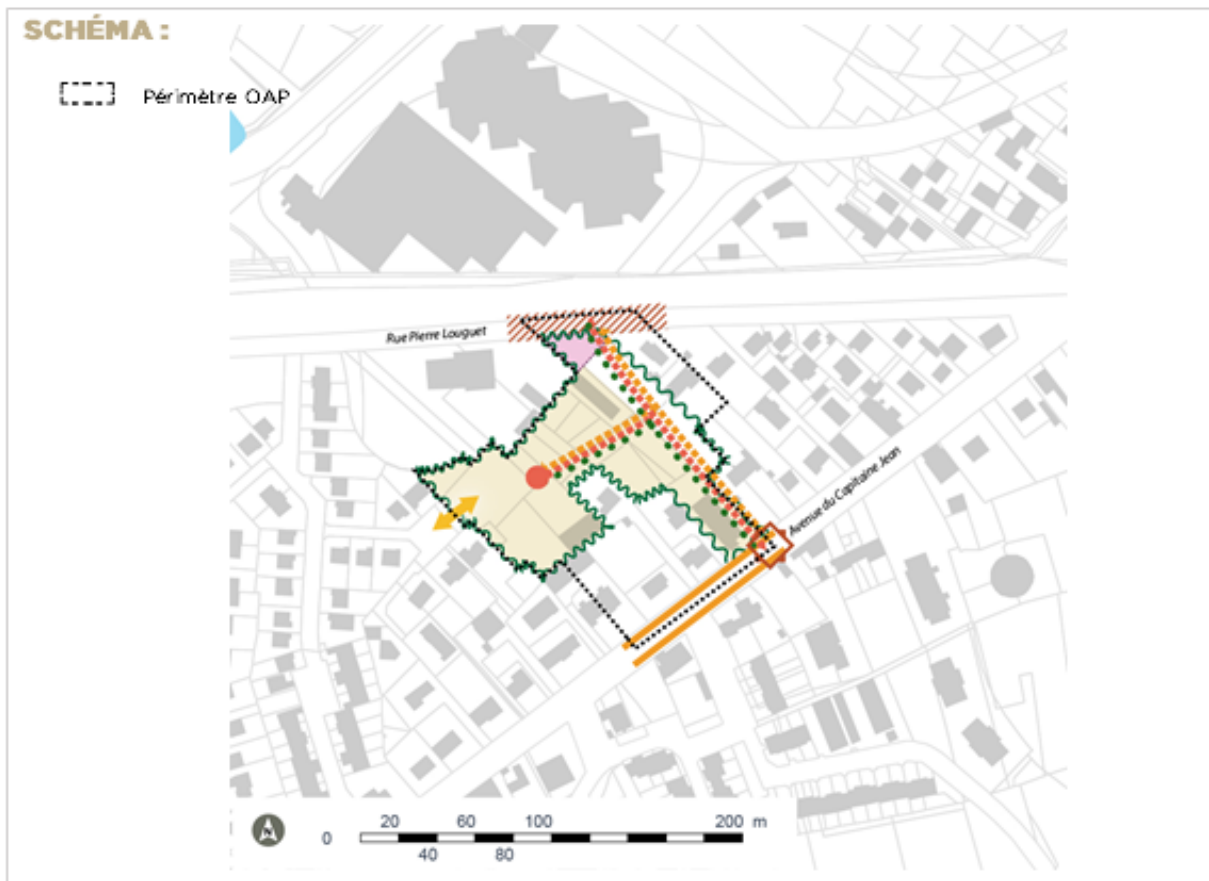 SCHÉMA :
Périmètre OAP
Rue Pierre Louguet
Avenue du Capitaine Jean
20 60 100 200 m
0
40 80